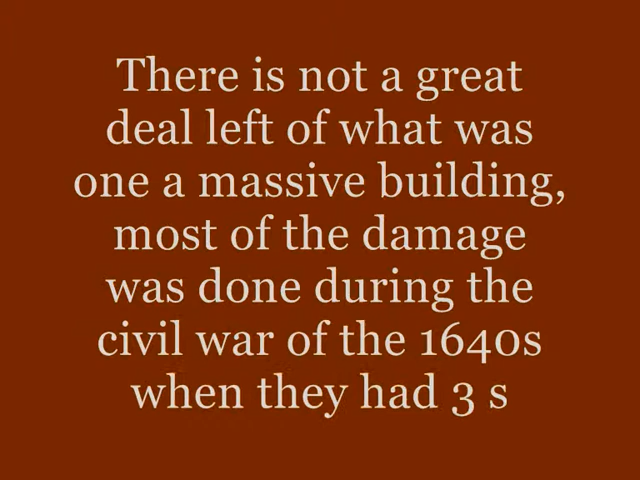 There is not a great
deal left of what was
one a massive building,
most of the damage
was done during the
civil war of the 1640s
when they had 3 s